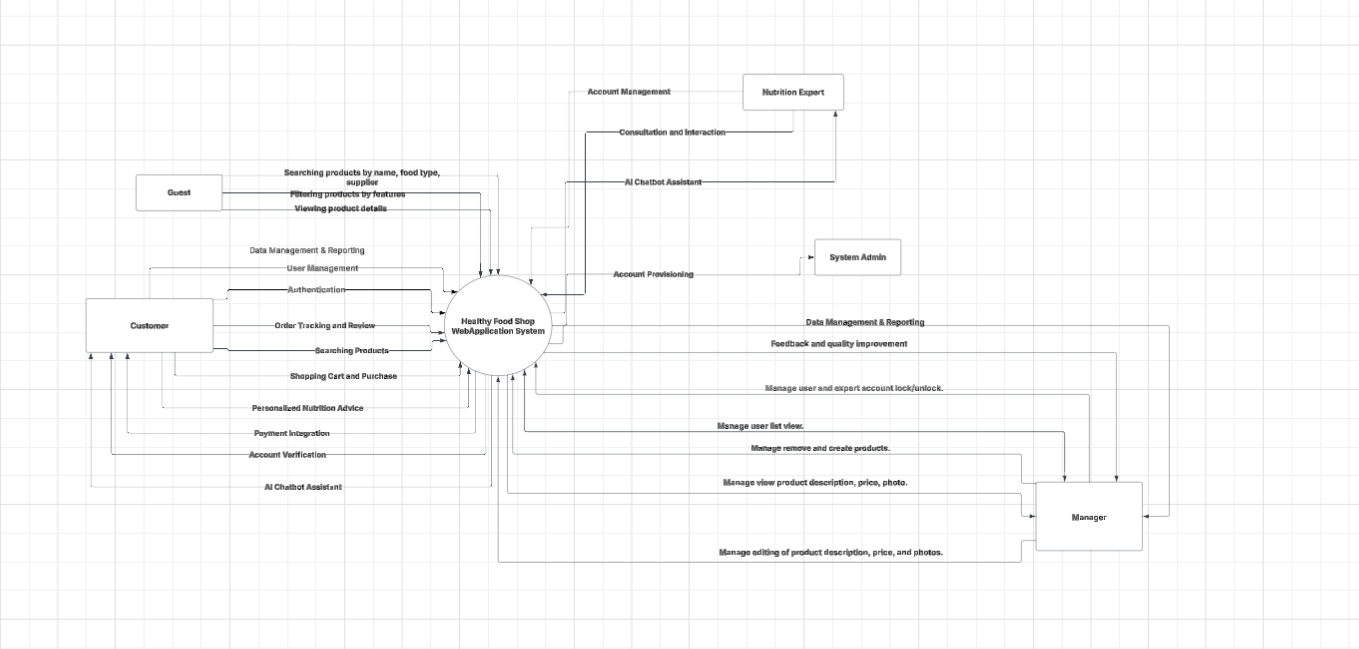 Account Management
Nutrition Expert
Consultation and Interaction
Searching products by name, food type,
supplier
Guest
Filtering products by features
Viewing product details
AI Chatbot Assistant
Data Management & Reporting
User Management
System Admin
Account Provisioning
Authentication
Customer
Order Tracking and Review
Healthy Food Shop
WebApplication System
Data Management & Reporting
Feedback and quality improvement
Searching Products
Shopping Cart and Purchase
Manage user and expert account lock/unlock.
Personalized Nutrition Advice
Manage user list view.
Payment Integration
Manage remove and create products.
Account Verification
AI Chatbot Assistant
Manage view product description, price, photo.
Manager
Manage editing of product description, price, and photos.